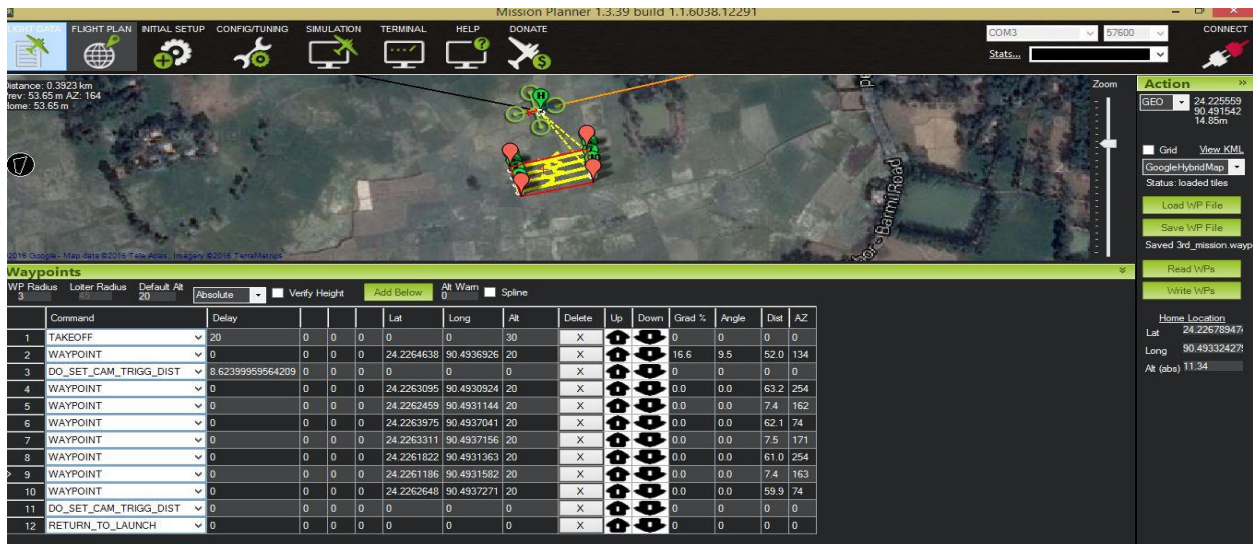 Mission Planner 1.3.39 build 1.1.6038.12291
FLIGHT DATA FLIGHT PLAN INITIAL SETUP CONFIG/TUNING SIMULATION TERMINAL HELP DONATE
COM3 57600 CONNECT
Stats...
Distance: 0.3923 km
Prev: 53.65 m AZ: 164
Home: 53.65 m
H
Barmi Road
2016 Google - Map data ©2016 Tele Atlas, Imagery ©2016 TerraMetrics
Zoom
Action
GEO 24.225559
90.491542
14.85m
Grid View KML
GoogleHybridMap
Status: loaded tiles
Load WP File
Save WP File
Saved 3rd_mission.wayp
Read WPs
Write WPs
Home Location
Lat 24.226789474
Long 90.493324275
Alt (abs) 11.34
Waypoints
WP Radius Loiter Radius Default Alt Alt Warn
3 45 20 Absolute Verify Height Add Below 0 Spline
Command Delay Lat Long Alt Delete Up Down Grad % Angle Dist AZ
1 TAKEOFF 20 0 0 0 0 0 30 X 0 0 0 0
2 WAYPOINT 0 0 0 0 24.2264638 90.4936926 20 X 16.6 9.5 52.0 134
3 DO_SET_CAM_TRIGG_DIST 8.62399959564209 0 0 0 0 0 0 X 0 0 0 0
4 WAYPOINT 0 0 0 0 24.2263095 90.4930924 20 X 0.0 0.0 63.2 254
5 WAYPOINT 0 0 0 0 24.2262459 90.4931144 20 X 0.0 0.0 7.4 162
6 WAYPOINT 0 0 0 0 24.2263975 90.4937041 20 X 0.0 0.0 62.1 74
7 WAYPOINT 0 0 0 0 24.2263311 90.4937156 20 X 0.0 0.0 7.5 171
8 WAYPOINT 0 0 0 0 24.2261822 90.4931363 20 X 0.0 0.0 61.0 254
> 9 WAYPOINT 0 0 0 0 24.2261186 90.4931582 20 X 0.0 0.0 7.4 163
10 WAYPOINT 0 0 0 0 24.2262648 90.4937271 20 X 0.0 0.0 59.9 74
11 DO_SET_CAM_TRIGG_DIST 0 0 0 0 0 0 0 X 0 0 0 0
12 RETURN_TO_LAUNCH 0 0 0 0 0 0 0 X 0 0 0 0